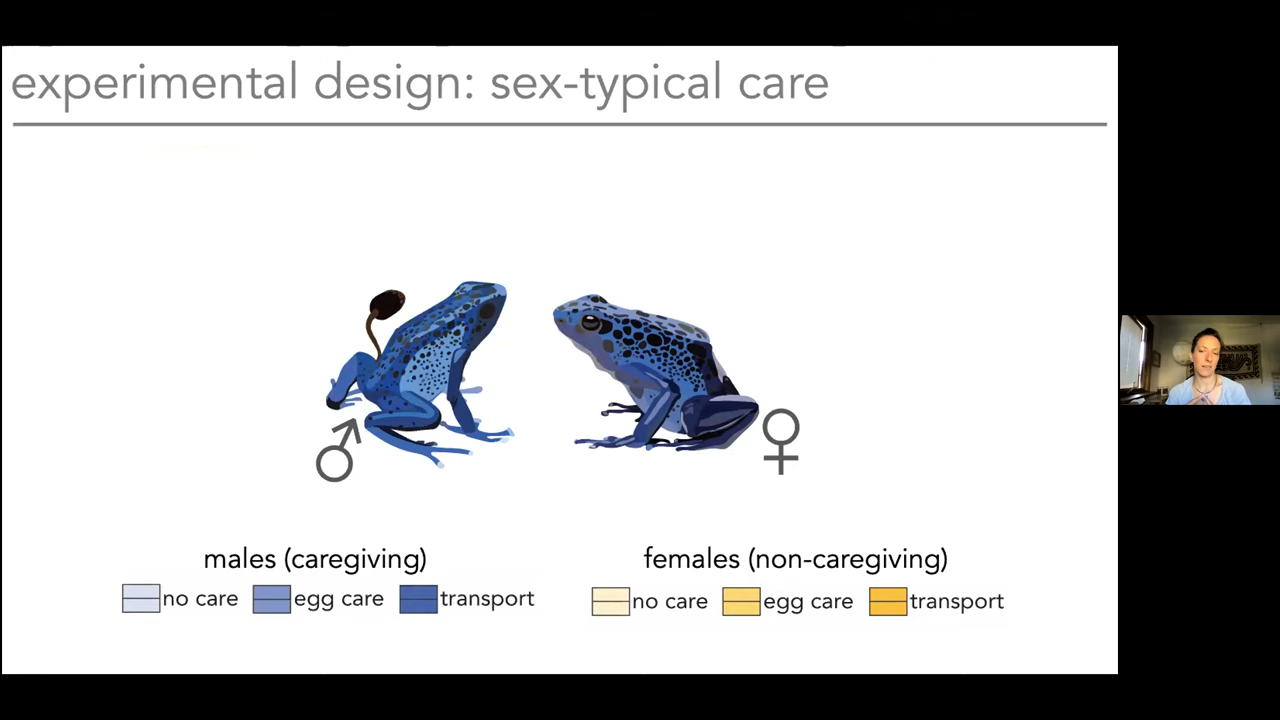 experimental design: sex-typical care
♂
♀
males (caregiving)
no care egg care transport
females (non-caregiving)
no care egg care transport